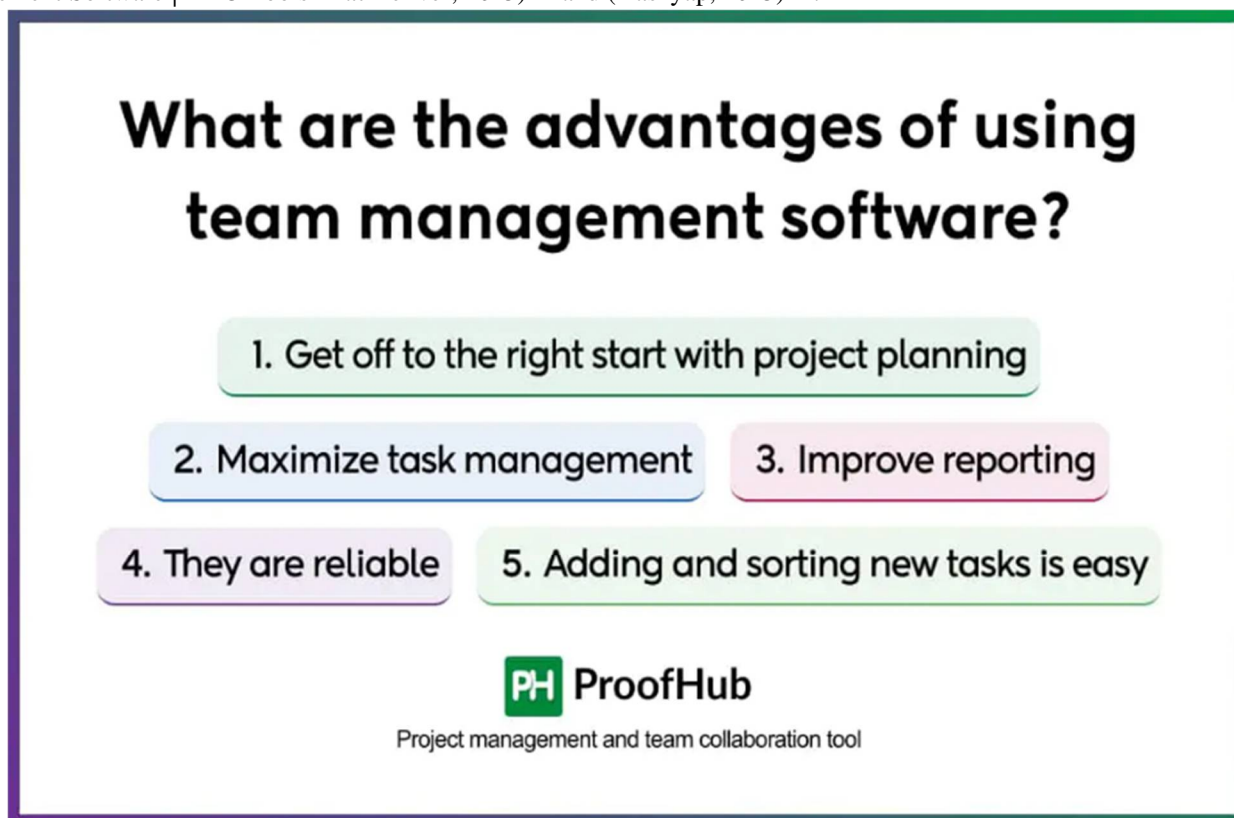 What are the advantages of using
team management software?
1. Get off to the right start with project planning
2. Maximize task management
3. Improve reporting
4. They are reliable
5. Adding and sorting new tasks is easy
PH ProofHub
Project management and team collaboration tool